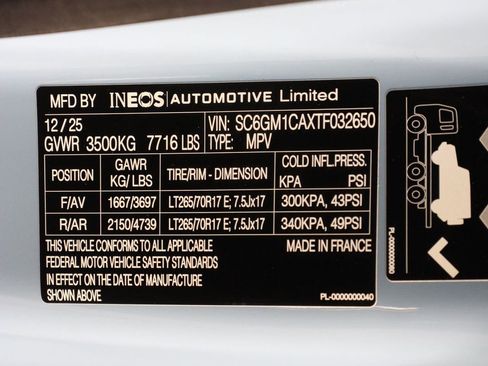 MFD BY INEOS | AUTOMOTIVE Limited
12 / 25 VIN: SC6GM1CAXTF032650
GVWR 3500KG 7716 LBS TYPE: MPV
POSITION GAWR KG/ LBS TIRE/RIM - DIMENSION COLD INFL.PRESS. KPA PSI
F/AV 1667/3697 LT265/70R17 E; 7.5Jx17 300KPA, 43PSI
R/AR 2150/4739 LT265/70R17 E; 7.5Jx17 340KPA, 49PSI
THIS VEHICLE CONFORMS TO ALL APPLICABLE MADE IN FRANCE
FEDERAL MOTOR VEHICLE SAFETY STANDARDS
IN EFFECT ON THE DATE OF MANUFACTURE
SHOWN ABOVE PL-0000000040
PL-000000080